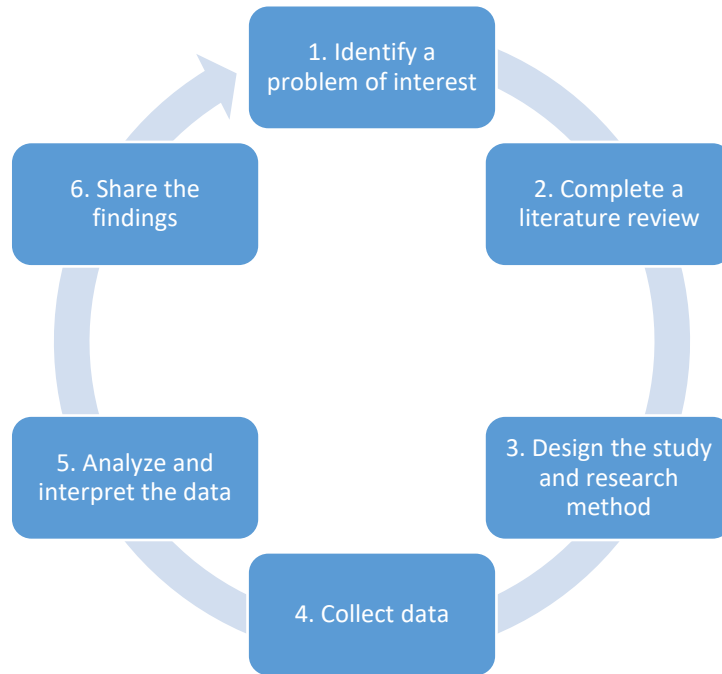 1. Identify a
problem of interest
2. Complete a
literature review
3. Design the study
and research
method
4. Collect data
5. Analyze and
interpret the data
6. Share the
findings